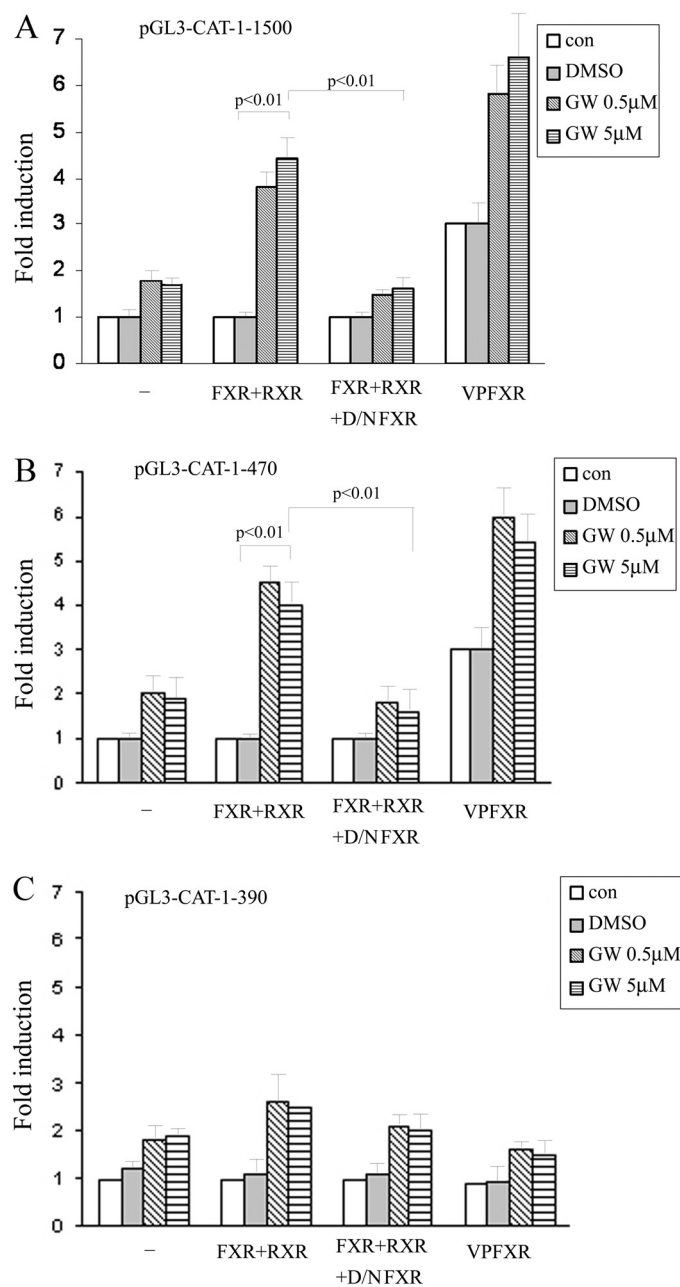 A
pGL3-CAT-1-1500
con
DMSO
GW 0.5µM
GW 5µM
Fold induction
7
6
5
4
3
2
1
0
p<0.01
p<0.01
–
FXR+RXR
FXR+RXR
+D/NFXR
VPFXR
B
pGL3-CAT-1-470
con
DMSO
GW 0.5µM
GW 5µM
Fold induction
7
6
5
4
3
2
1
0
p<0.01
p<0.01
–
FXR+RXR
FXR+RXR
+D/NFXR
VPFXR
C
pGL3-CAT-1-390
con
DMSO
GW 0.5µM
GW 5µM
Fold induction
7
6
5
4
3
2
1
0
–
FXR+RXR
FXR+RXR
+D/NFXR
VPFXR